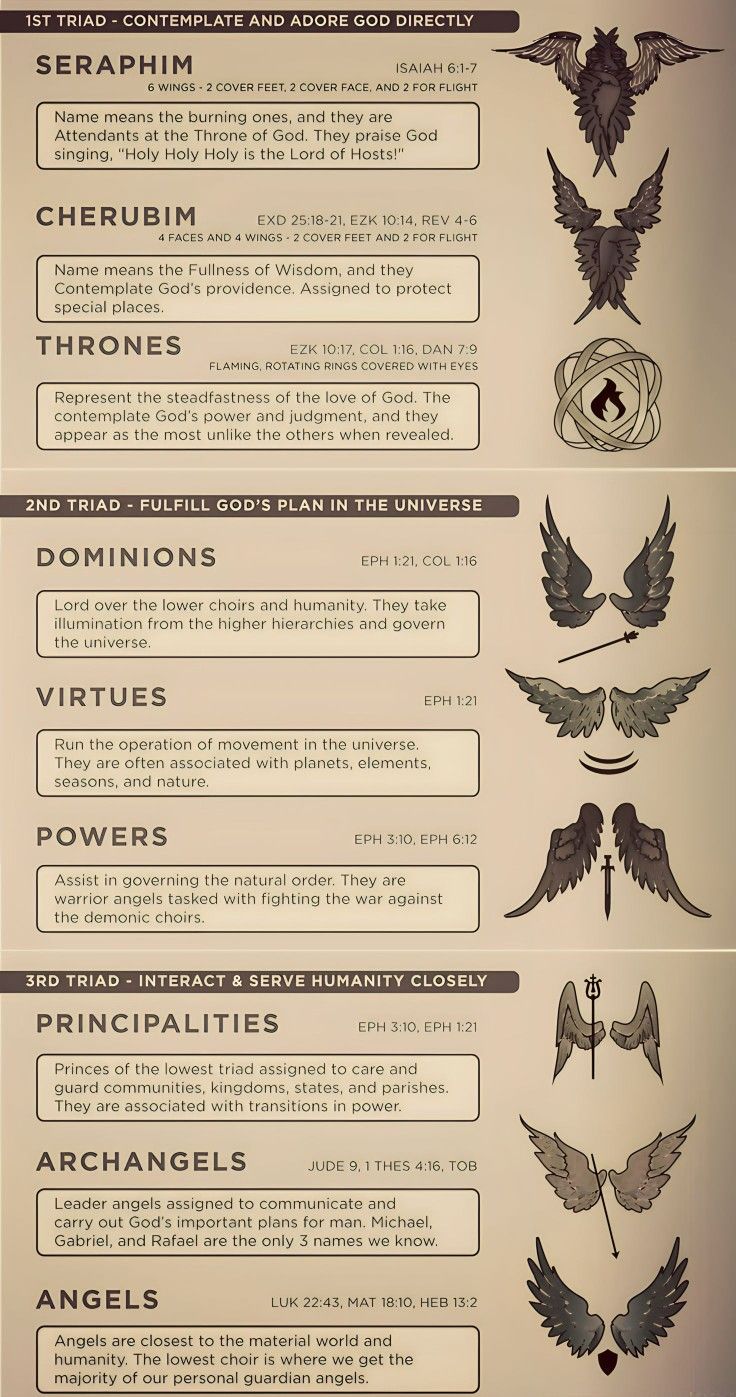 1ST TRIAD - CONTEMPLATE AND ADORE GOD DIRECTLY
SERAPHIM
ISAIAH 6:1-7
6 WINGS - 2 COVER FEET, 2 COVER FACE, AND 2 FOR FLIGHT
Name means the burning ones, and they are
Attendants at the Throne of God. They praise God
singing, “Holy Holy Holy is the Lord of Hosts!"
CHERUBIM
EXD 25:18-21, EZK 10:14, REV 4-6
4 FACES AND 4 WINGS - 2 COVER FEET AND 2 FOR FLIGHT
Name means the Fullness of Wisdom, and they
Contemplate God's providence. Assigned to protect
special places.
THRONES
EZK 10:17, COL 1:16, DAN 7:9
FLAMING, ROTATING RINGS COVERED WITH EYES
Represent the steadfastness of the love of God. The
contemplate God's power and judgment, and they
appear as the most unlike the others when revealed.
2ND TRIAD - FULFILL GOD'S PLAN IN THE UNIVERSE
DOMINIONS
EPH 1:21, COL 1:16
Lord over the lower choirs and humanity. They take
illumination from the higher hierarchies and govern
the universe.
VIRTUES
EPH 1:21
Run the operation of movement in the universe.
They are often associated with planets, elements,
seasons, and nature.
POWERS
EPH 3:10, EPH 6:12
Assist in governing the natural order. They are
warrior angels tasked with fighting the war against
the demonic choirs.
3RD TRIAD - INTERACT & SERVE HUMANITY CLOSELY
PRINCIPALITIES
EPH 3:10, EPH 1:21
Princes of the lowest triad assigned to care and
guard communities, kingdoms, states, and parishes.
They are associated with transitions in power.
ARCHANGELS
JUDE 9, 1 THES 4:16, TOB
Leader angels assigned to communicate and
carry out God's important plans for man. Michael,
Gabriel, and Rafael are the only 3 names we know.
ANGELS
LUK 22:43, MAT 18:10, HEB 13:2
Angels are closest to the material world and
humanity. The lowest choir is where we get the
majority of our personal guardian angels.